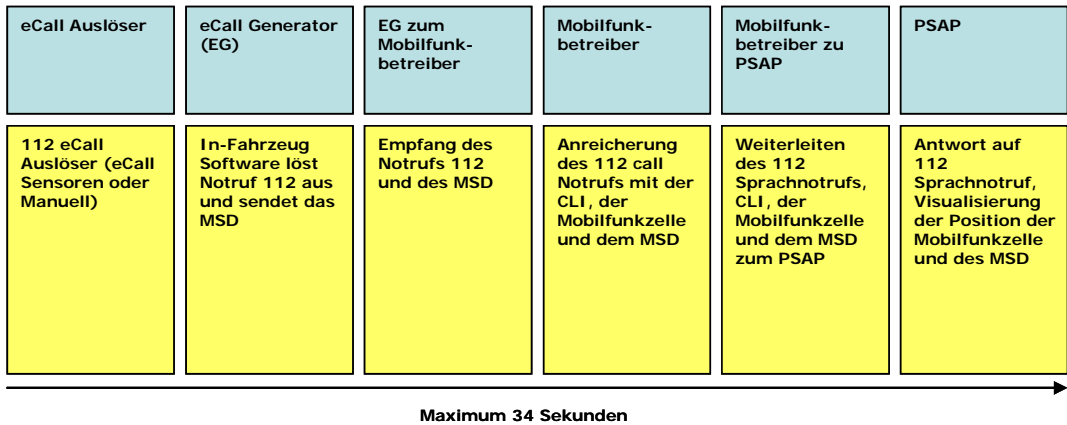 eCall Auslöser
eCall Generator
(EG)
EG zum
Mobilfunk-
betreiber
Mobilfunk-
betreiber
Mobilfunk-
betreiber zu
PSAP
PSAP
112 eCall
Auslöser (eCall
Sensoren oder
Manuell)
In-Fahrzeug
Software löst
Notruf 112 aus
und sendet das
MSD
Empfang des
Notrufs 112
und des MSD
Anreicherung
des 112 call
Notrufs mit der
CLI, der
Mobilfunkzelle
und dem MSD
Weiterleiten
des 112
Sprachnotrufs,
CLI, der
Mobilfunkzelle
und dem MSD
zum PSAP
Antwort auf
112
Sprachnotruf,
Visualisierung
der Position der
Mobilfunkzelle
und des MSD
Maximum 34 Sekunden